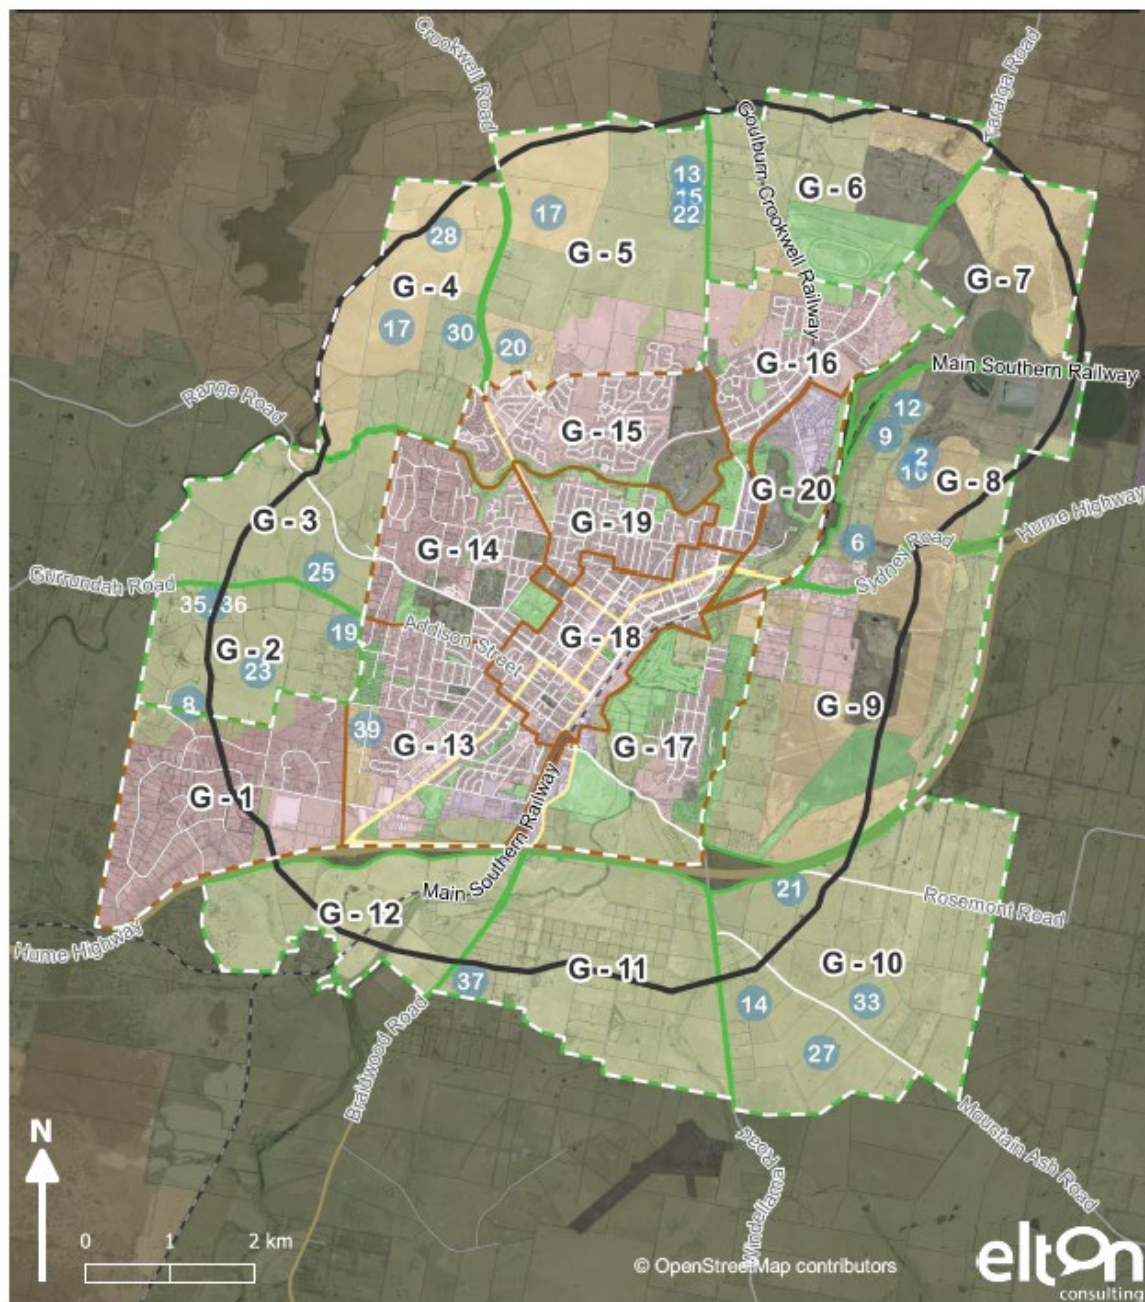 Crookwell Road
Taralga Road
Goulburn Crookwell Railway
13
15
22
G - 6
17
28
G - 5
G - 4
G - 7
17
30
20
G - 16
Main Southern Railway
Range Road
12
9
2
G - 15
G - 8
G - 20
G - 3
G - 19
Hume Highway
G - 14
6
Sydney Road
Gurrundah Road
25
35, 36
19
Addison Street
G - 18
G - 2
23
8
G - 9
39
G - 13
G - 17
G - 1
Main Southern Railway
21
Rosemont Road
G - 12
Hume Highway
G - 11
G - 10
37
14
33
27
Braidwood Road
Mountain Ash Road
Windellama Road
N
0 1 2 km
© OpenStreetMap contributors
elton
consulting